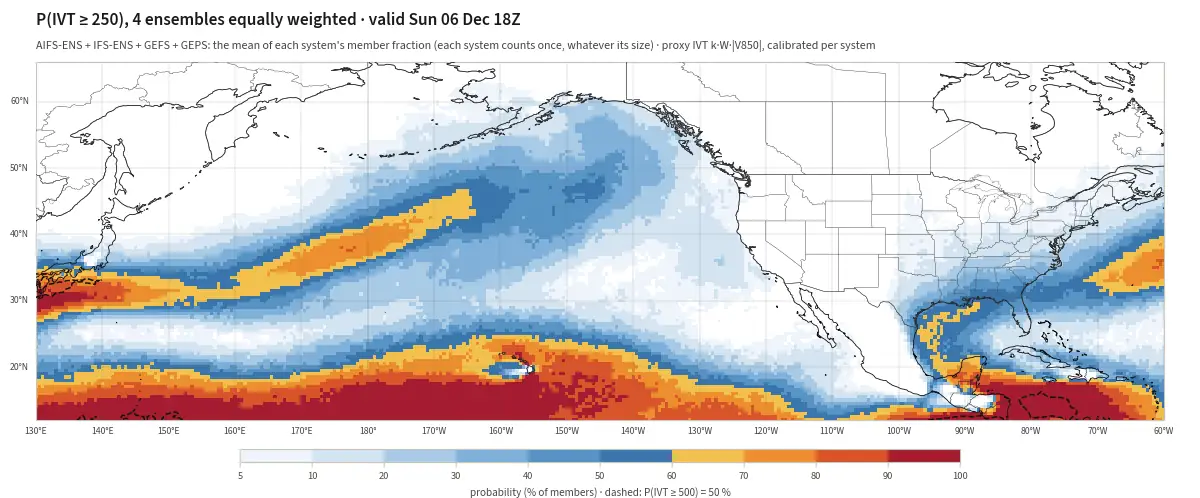 P(IVT ≥ 250), 4 ensembles equally weighted · valid Sun 06 Dec 18Z
AIFS-ENS + IFS-ENS + GEFS + GEPS: the mean of each system's member fraction (each system counts once, whatever its size) · proxy IVT k·W·|V850|, calibrated per system
60°N
50°N
40°N
30°N
20°N
130°E 140°E 150°E 160°E 170°E 180° 170°W 160°W 150°W 140°W 130°W 120°W 110°W 100°W 90°W 80°W 70°W 60°W
5 10 20 30 40 50 60 70 80 90 100
probability (% of members) · dashed: P(IVT ≥ 500) = 50 %